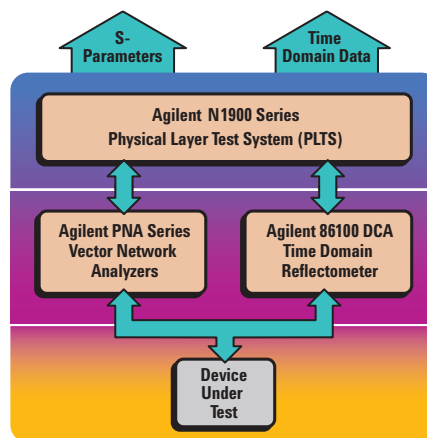 S-
Parameters
Time
Domain Data
Agilent N1900 Series
Physical Layer Test System (PLTS)
Agilent PNA Series
Vector Network
Analyzers
Agilent 86100 DCA
Time Domain
Reflectometer
Device
Under
Test